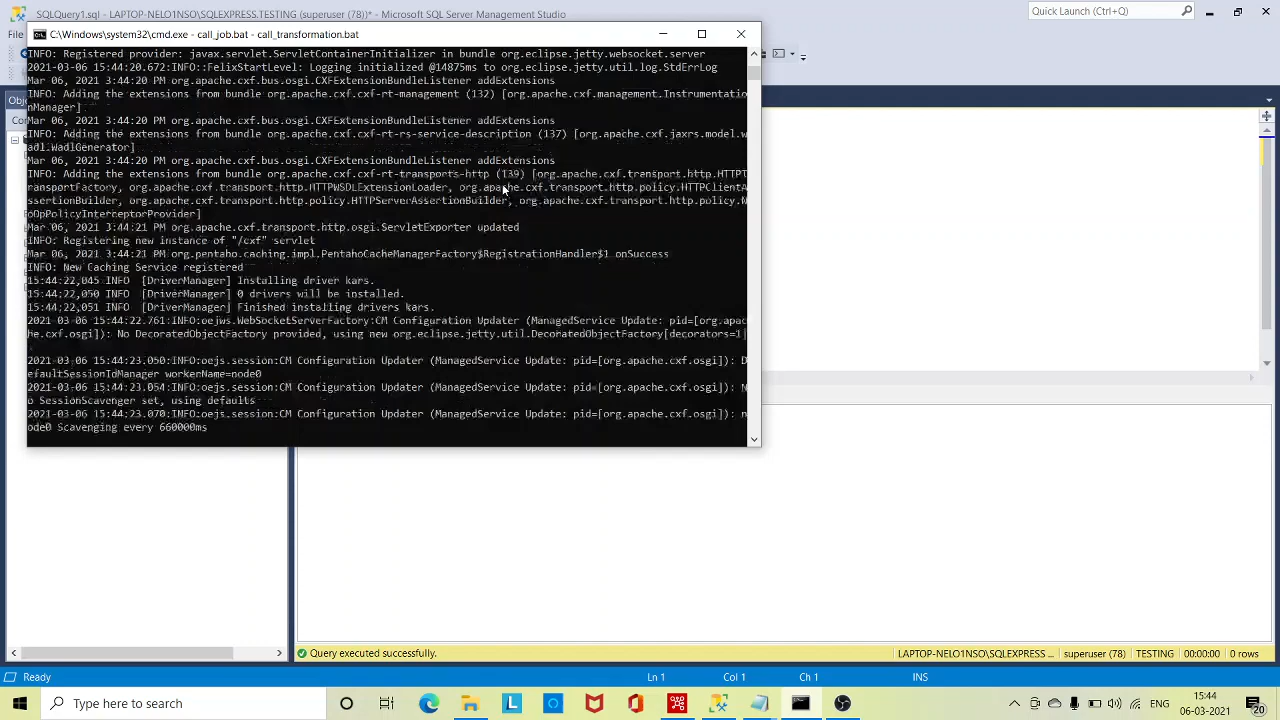 SQLQuery1.sql - LAPTOP-NELO1NSO\SQLEXPRESS.TESTING (superuser (78))* - Microsoft SQL Server Management Studio
Quick Launch (Ctrl+Q)
C:\Windows\system32\cmd.exe - call_job.bat - call_transformation.bat
INFO: Registered provider: javax.servlet.ServletContainerInitializer in bundle org.eclipse.jetty.websocket.server
2021-03-06 15:44:20.672:INFO::FelixStartLevel: Logging initialized @14875ms to org.eclipse.jetty.util.log.StdErrLog
Mar 06, 2021 3:44:20 PM org.apache.cxf.bus.osgi.CXFExtensionBundleListener addExtensions
INFO: Adding the extensions from bundle org.apache.cxf.cxf-rt-management (132) [org.apache.cxf.management.Instrumentatio
nManager]
Mar 06, 2021 3:44:20 PM org.apache.cxf.bus.osgi.CXFExtensionBundleListener addExtensions
INFO: Adding the extensions from bundle org.apache.cxf.cxf-rt-rs-service-description (137) [org.apache.cxf.jaxrs.model.w
adl.WadlGenerator]
Mar 06, 2021 3:44:20 PM org.apache.cxf.bus.osgi.CXFExtensionBundleListener addExtensions
INFO: Adding the extensions from bundle org.apache.cxf.cxf-rt-transports-http (139) [org.apache.cxf.transport.http.HTTPT
ransportFactory, org.apache.cxf.transport.http.HTTPWSDLExtensionLoader, org.apache.cxf.transport.http.policy.HTTPClientA
ssertionBuilder, org.apache.cxf.transport.http.policy.HTTPServerAssertionBuilder, org.apache.cxf.transport.http.policy.N
oOpPolicyInterceptorProvider]
Mar 06, 2021 3:44:21 PM org.apache.cxf.transport.http.osgi.ServletExporter updated
INFO: Registering new instance of "/cxf" servlet
Mar 06, 2021 3:44:21 PM org.pentaho.caching.impl.PentahoCacheManagerFactory$RegistrationHandler$1 onSuccess
INFO: New Caching Service registered
15:44:22,045 INFO [DriverManager] Installing driver kars.
15:44:22,050 INFO [DriverManager] 0 drivers will be installed.
15:44:22,051 INFO [DriverManager] Finished installing drivers kars.
2021-03-06 15:44:22.761:INFO:oejws.WebSocketServerFactory:CM Configuration Updater (ManagedService Update: pid=[org.apac
he.cxf.osgi]): No DecoratedObjectFactory provided, using new org.eclipse.jetty.util.DecoratedObjectFactory[decorators=1]
2021-03-06 15:44:23.050:INFO:oejs.session:CM Configuration Updater (ManagedService Update: pid=[org.apache.cxf.osgi]): D
efaultSessionIdManager workerName=node0
2021-03-06 15:44:23.054:INFO:oejs.session:CM Configuration Updater (ManagedService Update: pid=[org.apache.cxf.osgi]): N
o SessionScavenger set, using defaults
2021-03-06 15:44:23.070:INFO:oejs.session:CM Configuration Updater (ManagedService Update: pid=[org.apache.cxf.osgi]): n
ode0 Scavenging every 660000ms
Query executed successfully.
LAPTOP-NELO1NSO\SQLEXPRESS ... superuser (78) TESTING 00:00:00 0 rows
Ready
Ln 1 Col 1 Ch 1 INS
Type here to search
ENG
15:44
06-03-2021
20